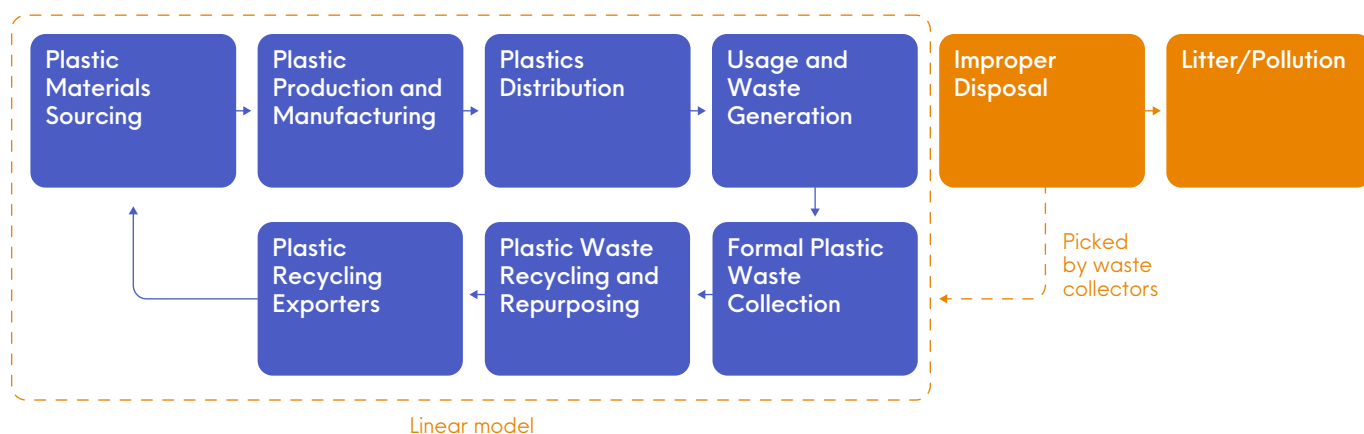 Plastic
Materials
Sourcing
Plastic
Production and
Manufacturing
Plastics
Distribution
Usage and
Waste
Generation
Improper
Disposal
Litter/Pollution
Plastic
Recycling
Exporters
Plastic Waste
Recycling and
Repurposing
Formal Plastic
Waste
Collection
Picked
by waste
collectors
Linear model